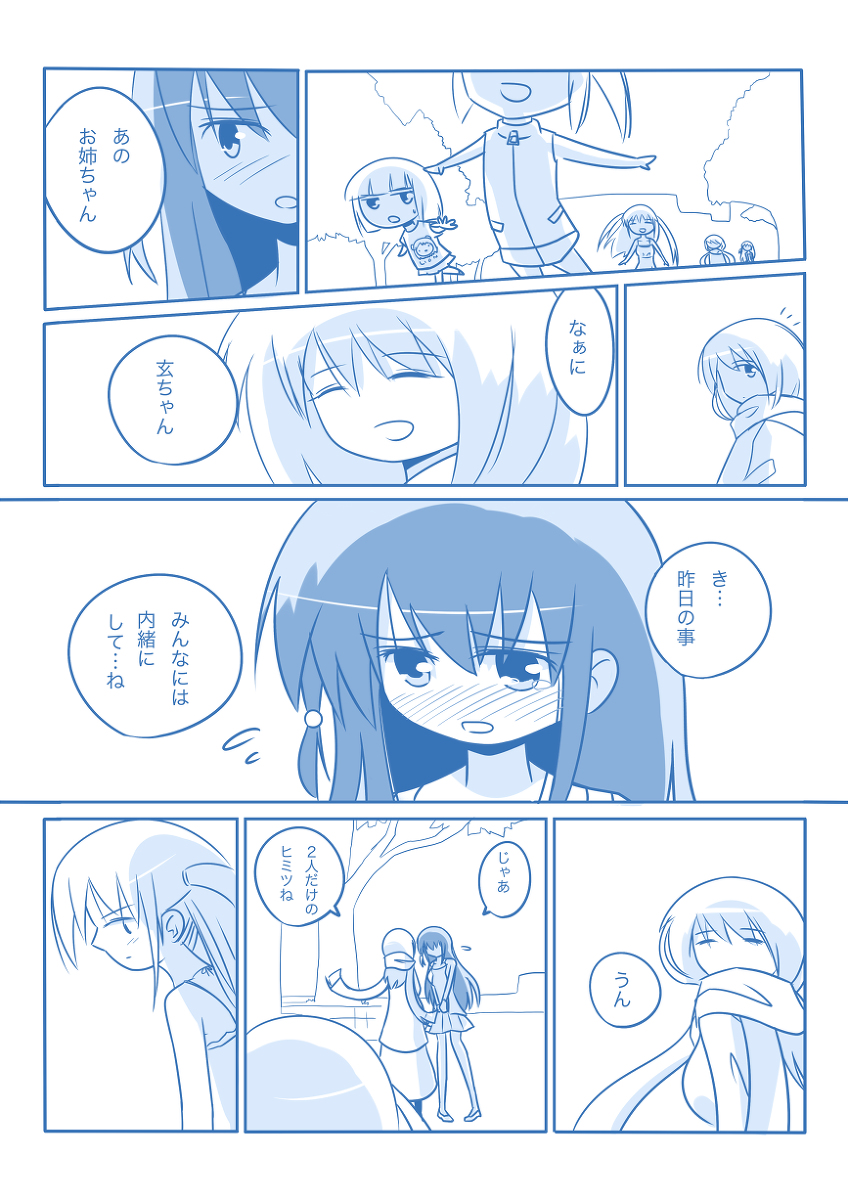 あの
お姉ちゃん
なぁに
玄ちゃん
き…
昨日の事
みんなには
内緒に
して…ね
うん
じゃあ
2人だけの
ヒミツね